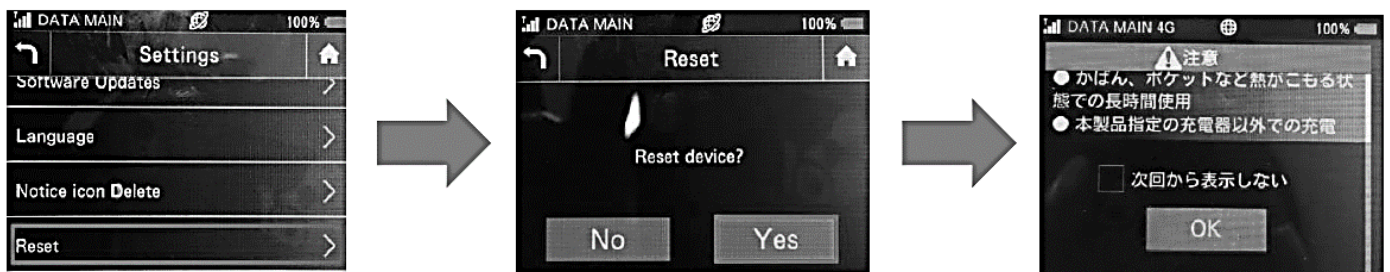 DATA MAIN 100%
Settings
Software Updates
Language
Notice icon Delete
Reset
DATA MAIN 100%
Reset
Reset device?
No Yes
DATA MAIN 4G 100%
注意
● かばん、ポケットなど熱がこもる状
態での長時間使用
● 本製品指定の充電器以外での充電
次回から表示しない
OK